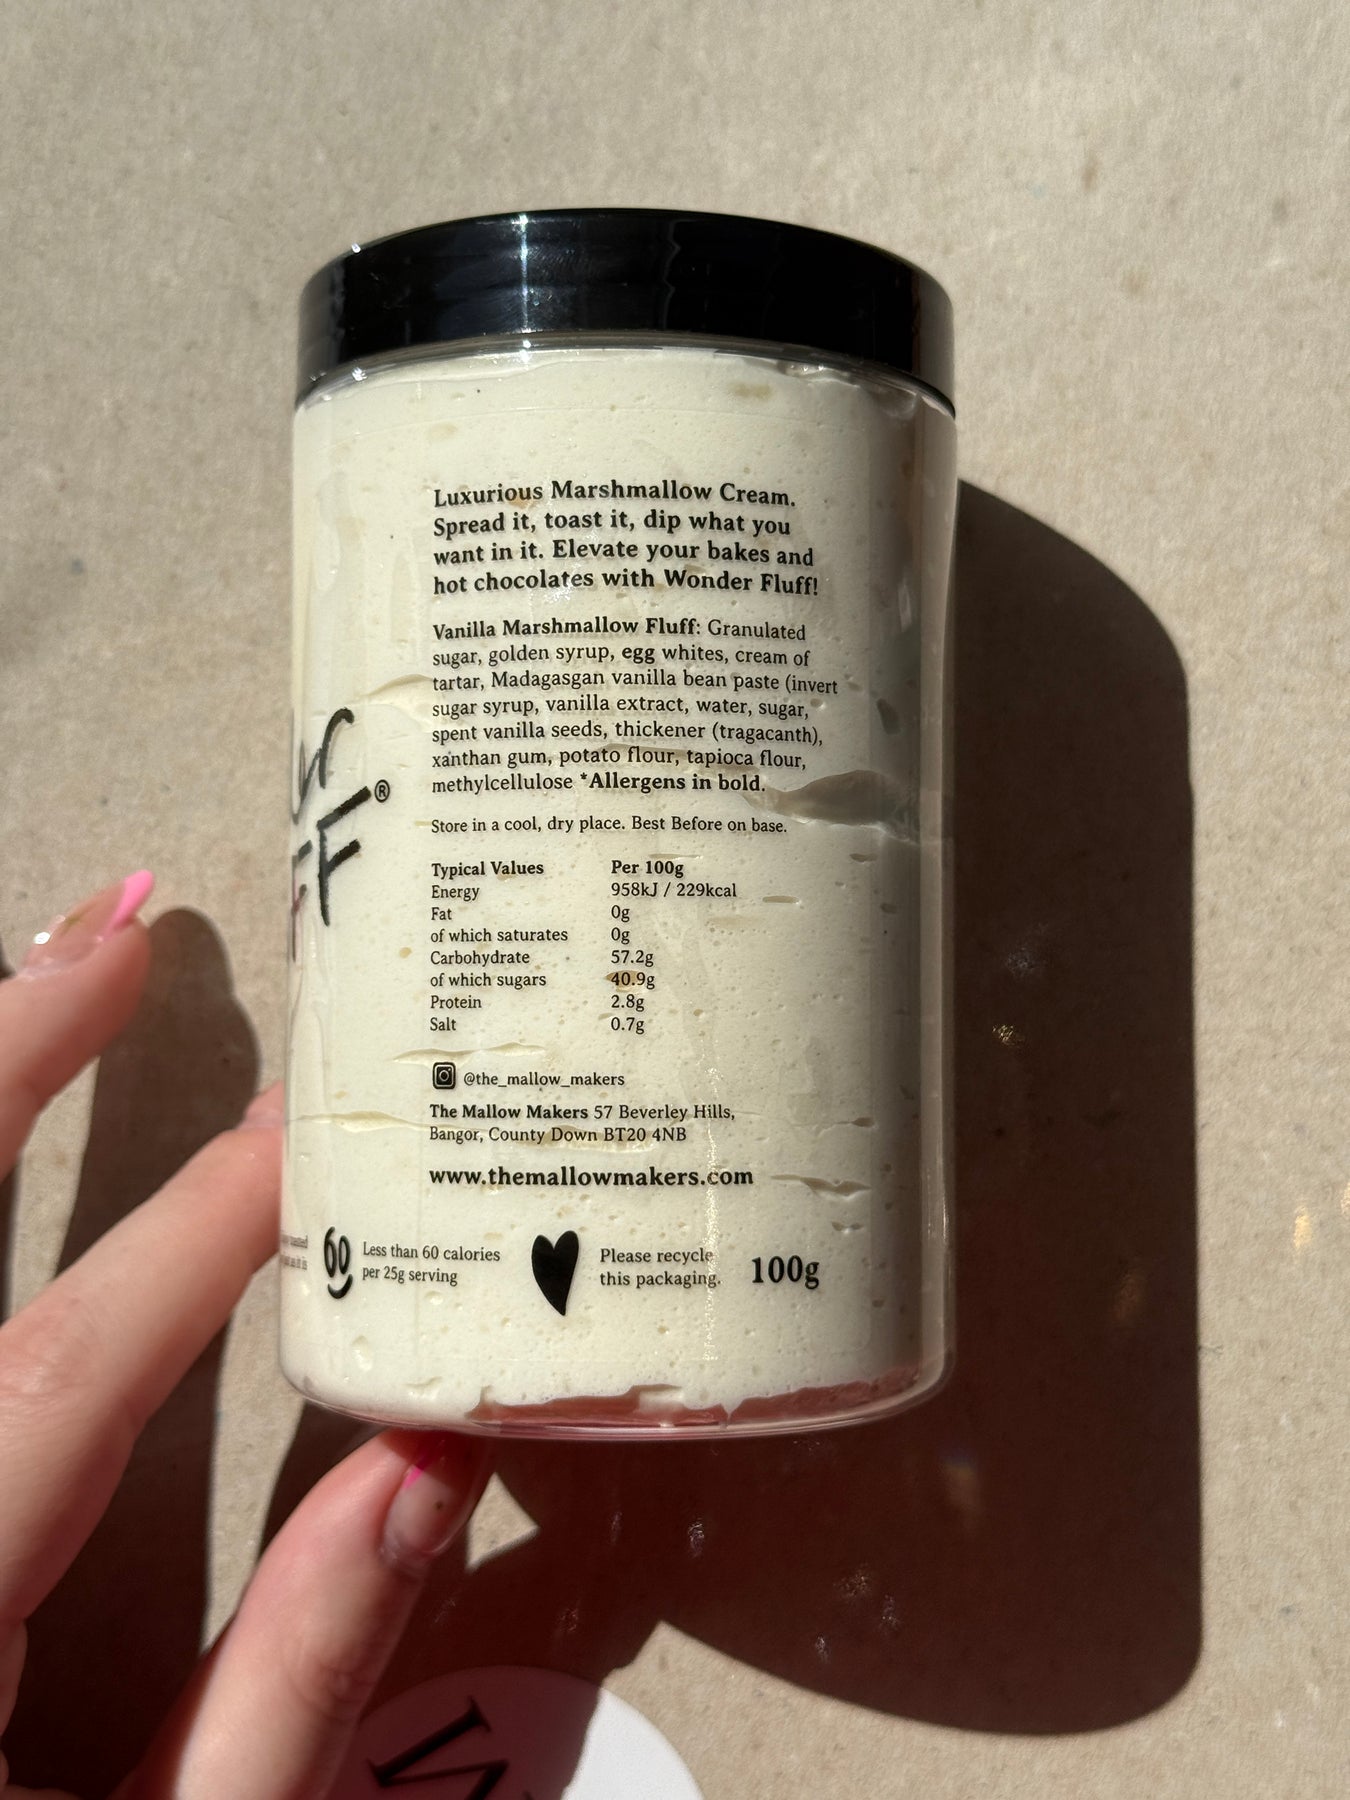 Luxurious Marshmallow Cream.
Spread it, toast it, dip what you
want in it. Elevate your bakes and
hot chocolates with Wonder Fluff!
Vanilla Marshmallow Fluff: Granulated
sugar, golden syrup, egg whites, cream of
tartar, Madagasgan vanilla bean paste (invert
sugar syrup, vanilla extract, water, sugar,
spent vanilla seeds, thickener (tragacanth),
xanthan gum, potato flour, tapioca flour,
methylcellulose *Allergens in bold.
®
FF
Store in a cool, dry place. Best Before on base.
Typical Values Per 100g
Energy 958kJ / 229kcal
Fat 0g
of which saturates 0g
Carbohydrate 57.2g
of which sugars 40.9g
Protein 2.8g
Salt 0.7g
@the_mallow_makers
The Mallow Makers 57 Beverley Hills,
Bangor, County Down BT20 4NB
www.themallowmakers.com
60
Less than 60 calories
per 25g serving
Please recycle
this packaging.
100g